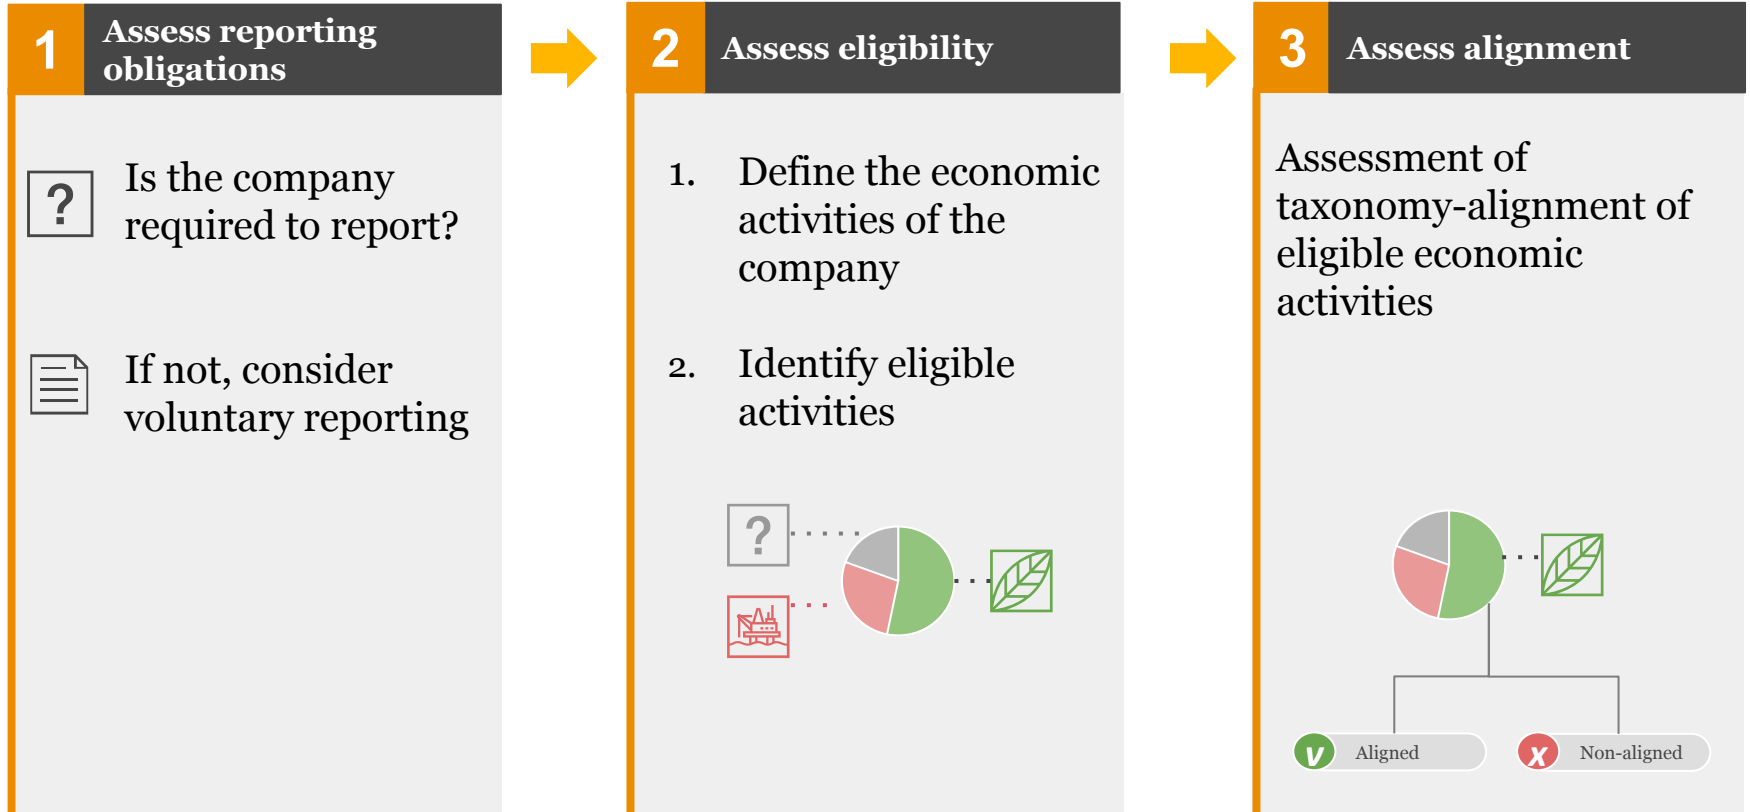 1
Assess reporting
obligations
?
Is the company
required to report?
If not, consider
voluntary reporting
2
Assess eligibility
1. Define the economic
activities of the
company
2. Identify eligible
activities
?
3
Assess alignment
Assessment of
taxonomy-alignment of
eligible economic
activities
v Aligned
x Non-aligned